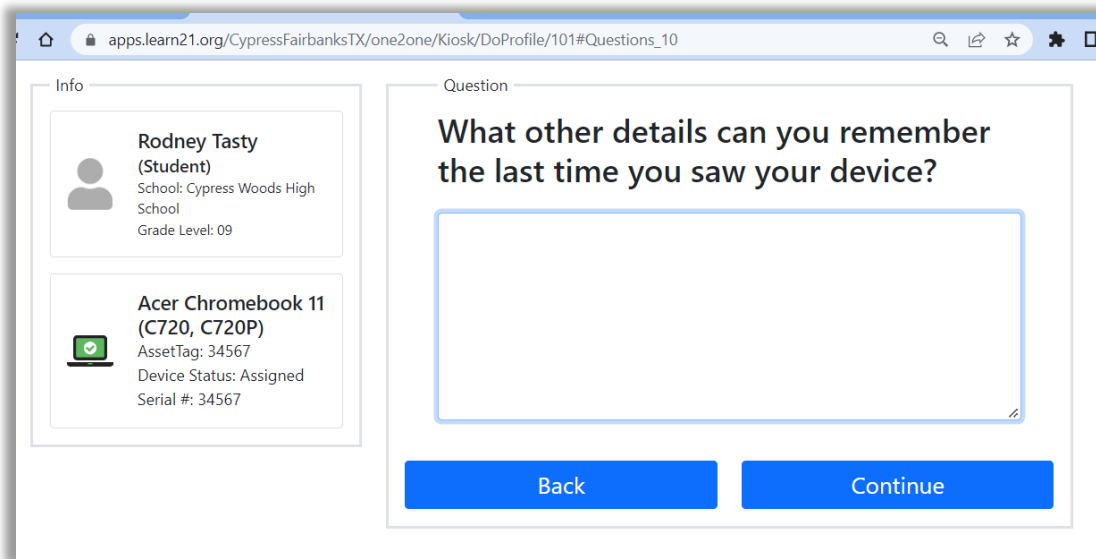 apps.learn21.org/CypressFairbanksTX/one2one/Kiosk/DoProfile/101#Questions_10
Info
Rodney Tasty
(Student)
School: Cypress Woods High
School
Grade Level: 09
Acer Chromebook 11
(C720, C720P)
AssetTag: 34567
Device Status: Assigned
Serial #: 34567
Question
What other details can you remember
the last time you saw your device?
Back
Continue